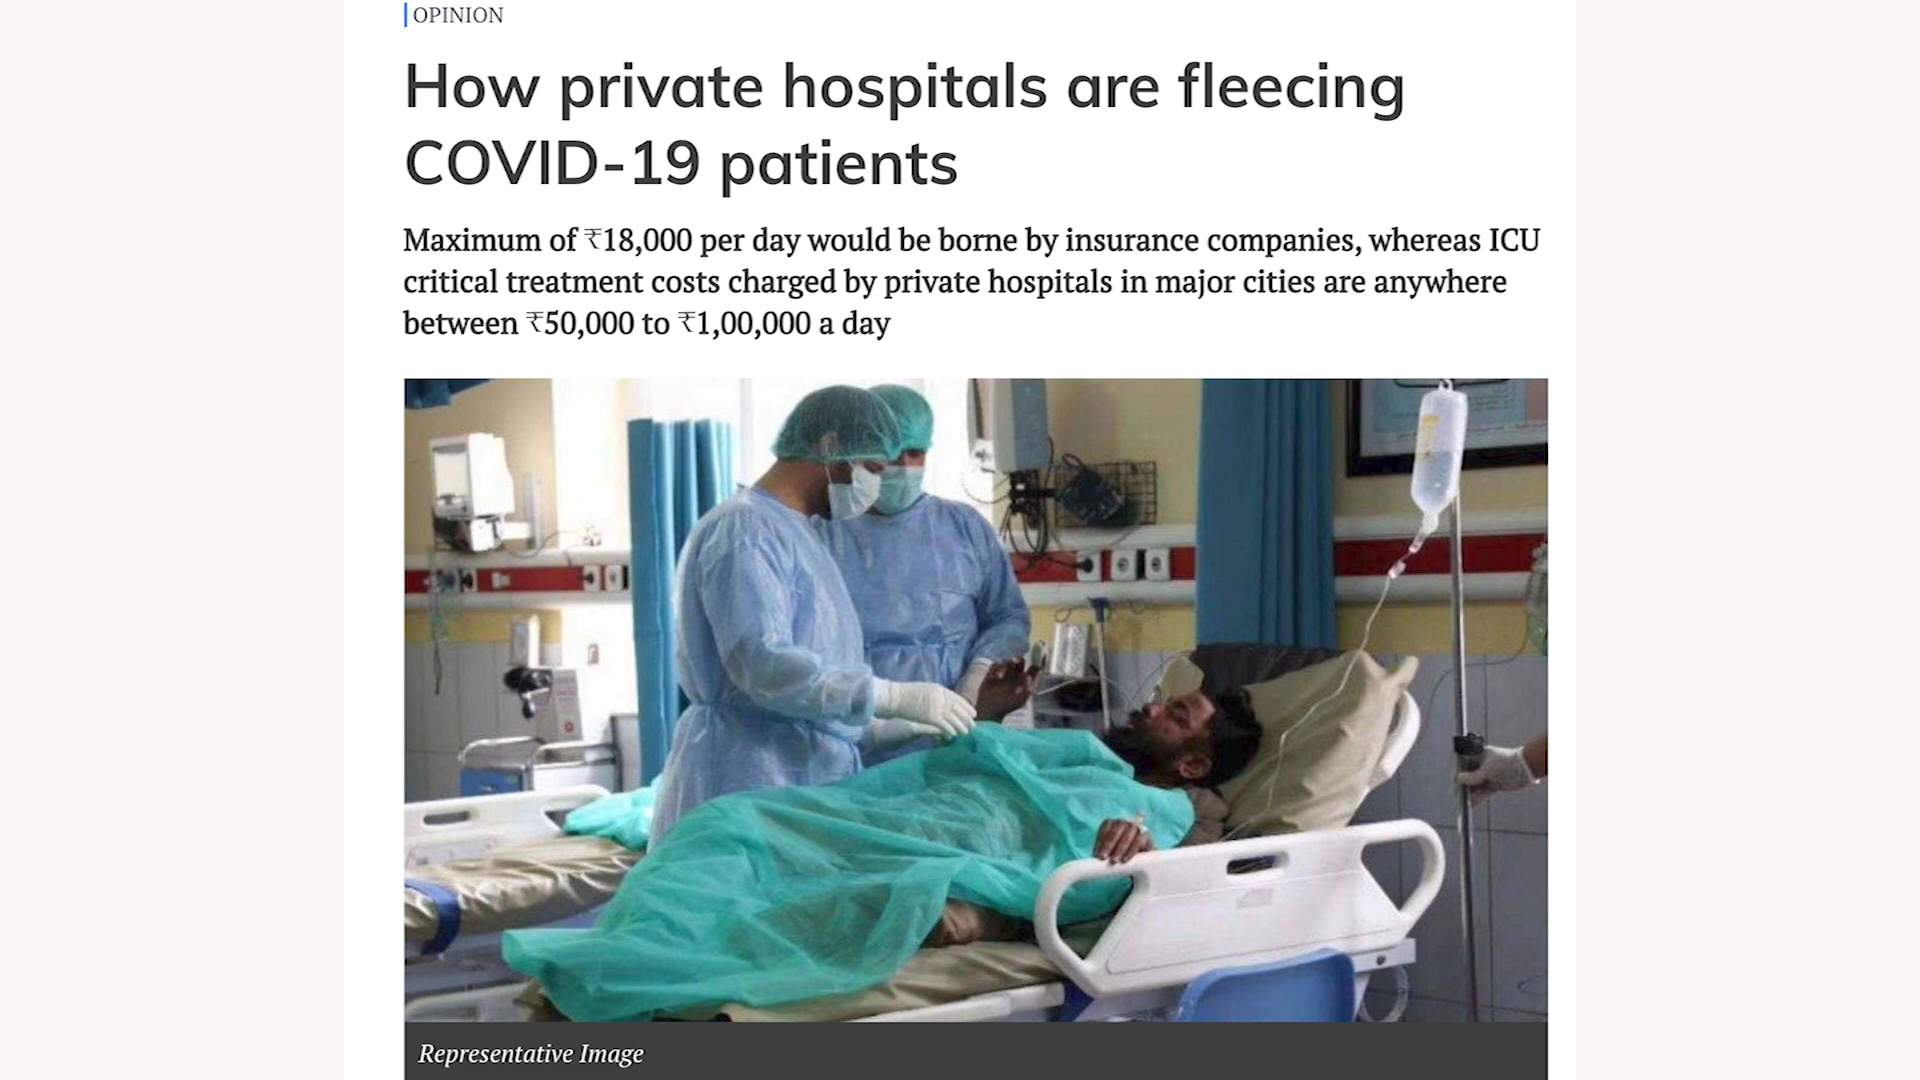 OPINION
How private hospitals are fleecing
COVID-19 patients
Maximum of ₹18,000 per day would be borne by insurance companies, whereas ICU
critical treatment costs charged by private hospitals in major cities are anywhere
between ₹50,000 to ₹1,00,000 a day
Representative Image